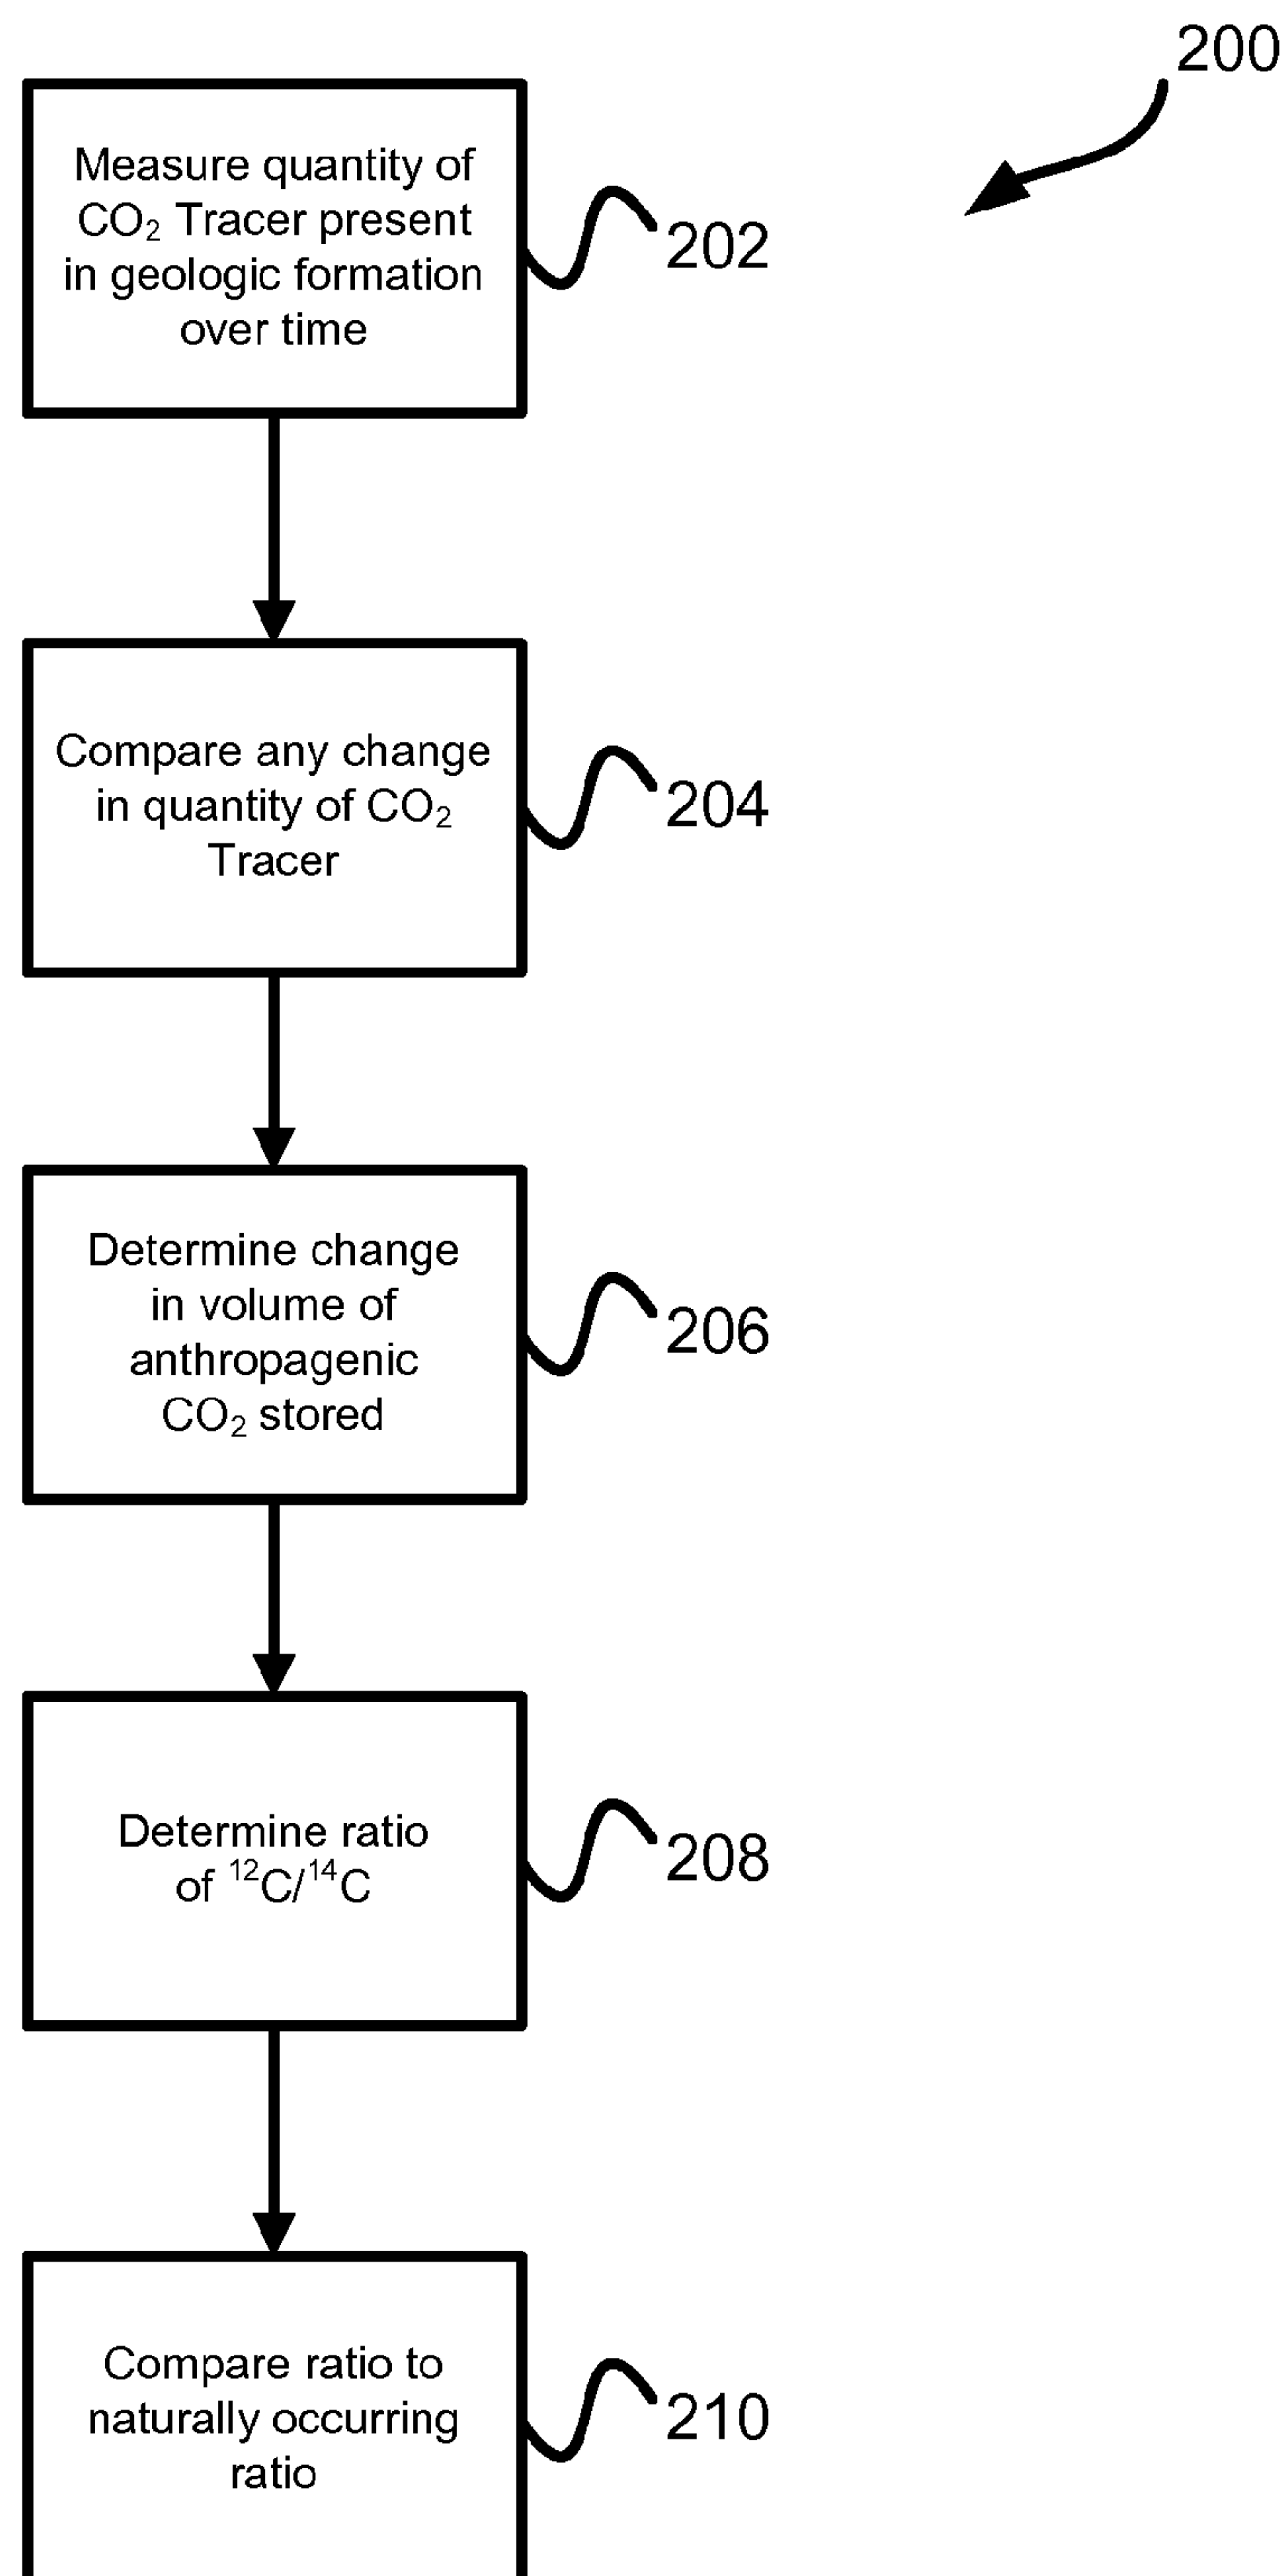 200
Measure quantity of
CO₂ Tracer present
in geologic formation
over time
202
Compare any change
in quantity of CO₂
Tracer
204
Determine change
in volume of
anthropagenic
CO₂ stored
206
Determine ratio
of ¹²C/¹⁴C
208
Compare ratio to
naturally occurring
ratio
210